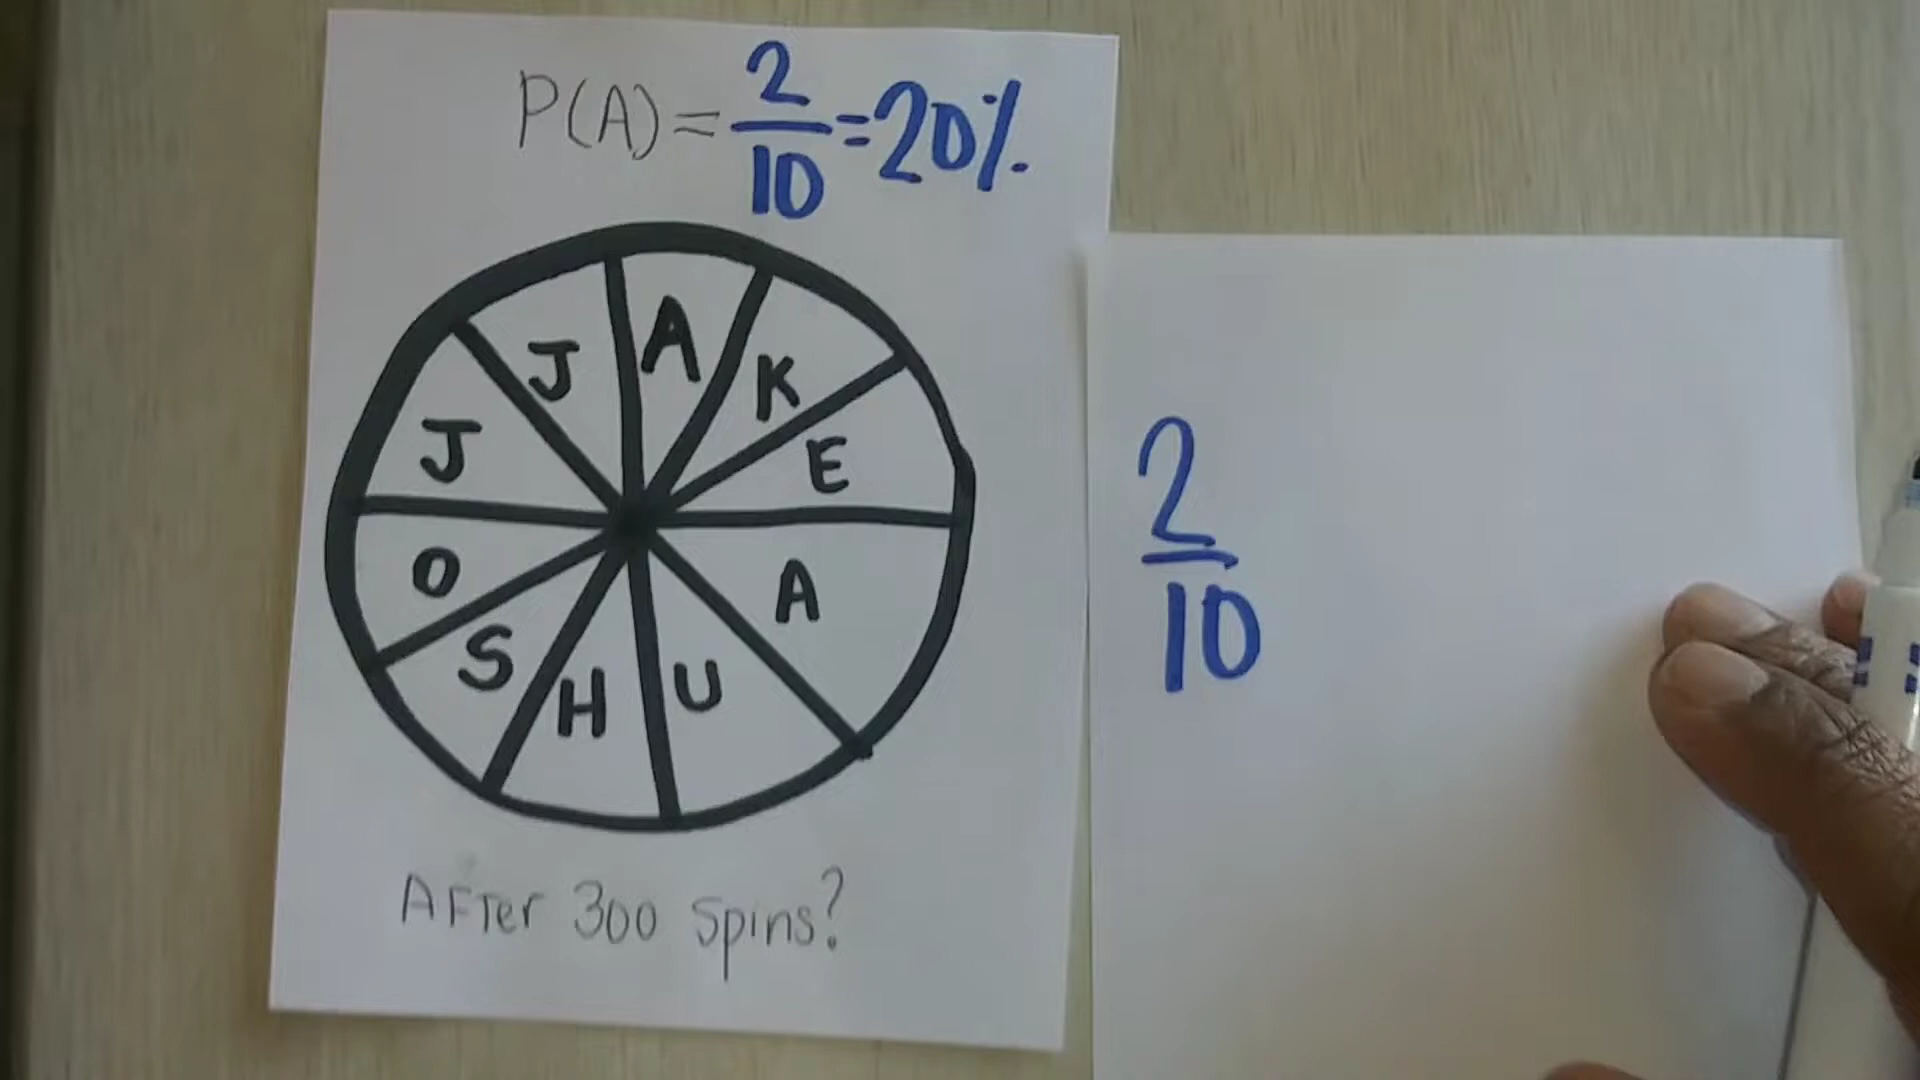 P(A) = 2/10 = 20%
J
A
K
J
E
O
A
S
H
U
After 300 spins?
2/10